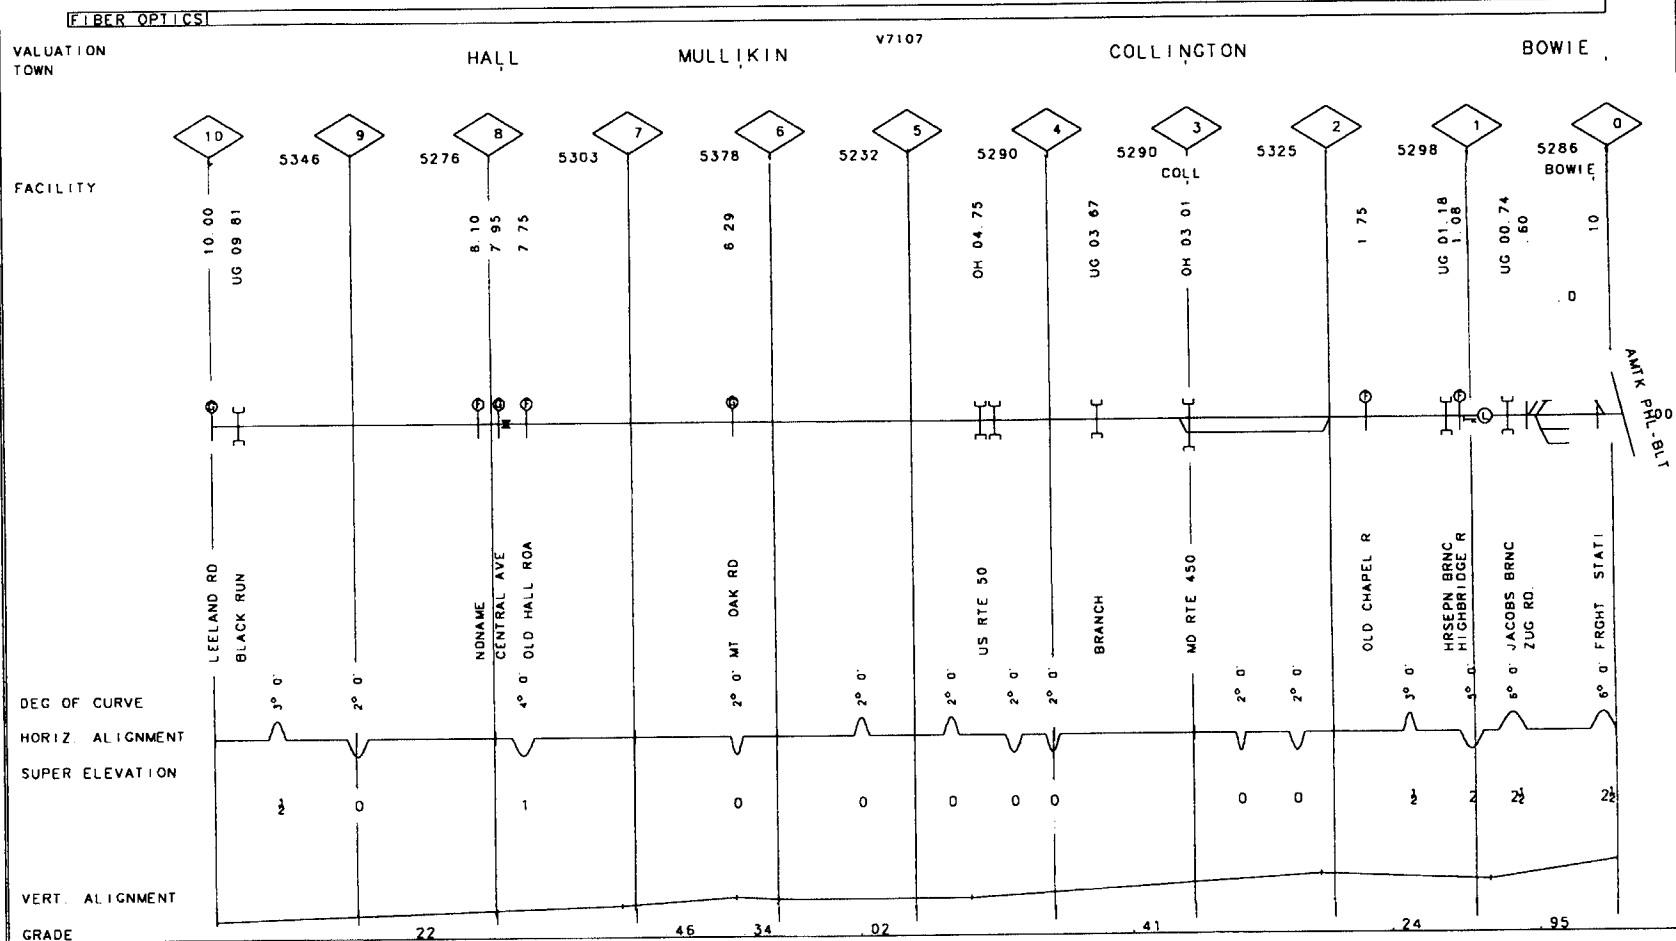 FIBER OPTICS
VALUATION V7107
TOWN HALL MULLIKIN COLLINGTON BOWIE
10 9 8 7 6 5 4 3 2 1 0
5346 5276 5303 5378 5232 5290 5290 5325 5298 5286
COLL BOWIE
FACILITY
10.00
UG 09 81
8.10
7 95
7 75
6 29
OH 04.75
UG 03 67
OH 03 01
1 75
UG 01.18
1.08
UG 00.74
.60
10
.0
F F G F L
AMTK PHL-BLT
00
LEELAND RD
BLACK RUN
NONAME
CENTRAL AVE
OLD HALL ROA
MT OAK RD
US RTE 50
BRANCH
MD RTE 450
OLD CHAPEL R
HRSEPN BRNC
HIGHBRIDGE R
JACOBS BRNC
ZUG RD.
FRGHT STATI
DEG OF CURVE 3° 0' 2° 0' 4° 0' 2° 0' 2° 0' 2° 0' 2° 0' 2° 0' 2° 0' 2° 0' 3° 0' 5° 0' 6° 0' 6° 0'
HORIZ. ALIGNMENT
SUPER ELEVATION
½ 0 1 0 0 0 0 0 0 0 ½ 2 2½ 2½
VERT. ALIGNMENT
GRADE .22 .46 .34 .02 .41 .24 .95